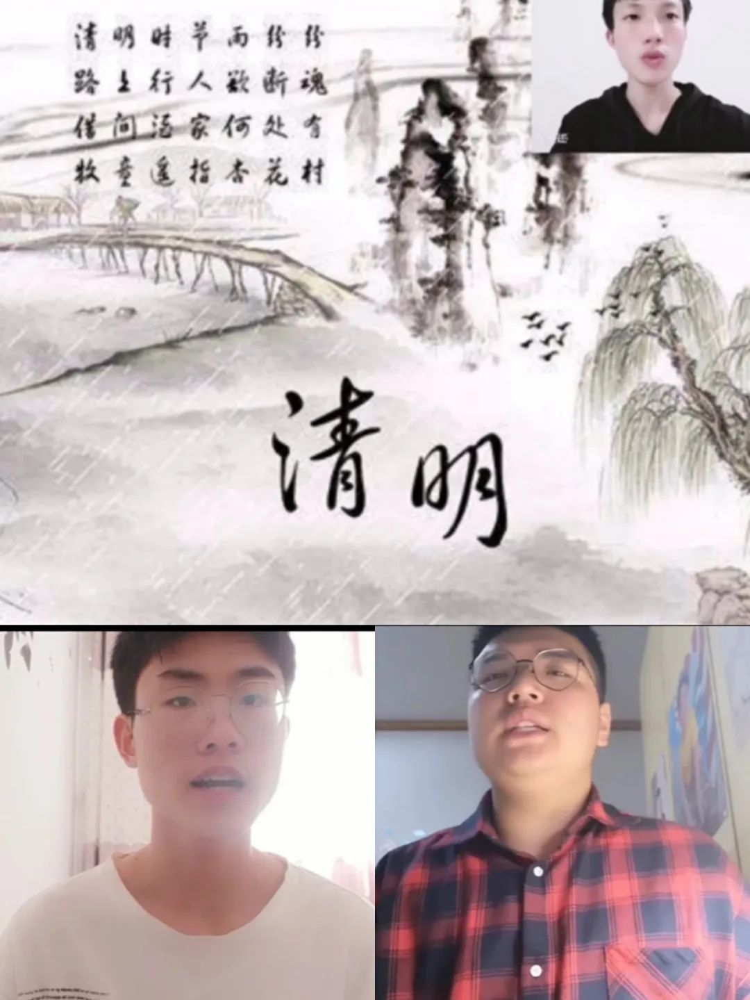 清明时节雨纷纷
路上行人欲断魂
借问酒家何处有
牧童遥指杏花村
清明